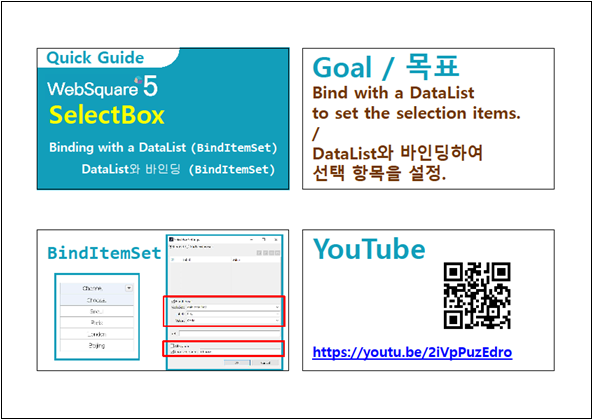 Quick Guide
WebSquare 5
SelectBox
Binding with a DataList (BindItemSet)
DataList와 바인딩 (BindItemSet)
Goal / 목표
Bind with a DataList
to set the selection items.
/
DataList와 바인딩하여
선택 항목을 설정.
BindItemSet
Choose.
Choose.
Seoul
Paris
London
Beijing
YouTube
https://youtu.be/2iVpPuzEdro